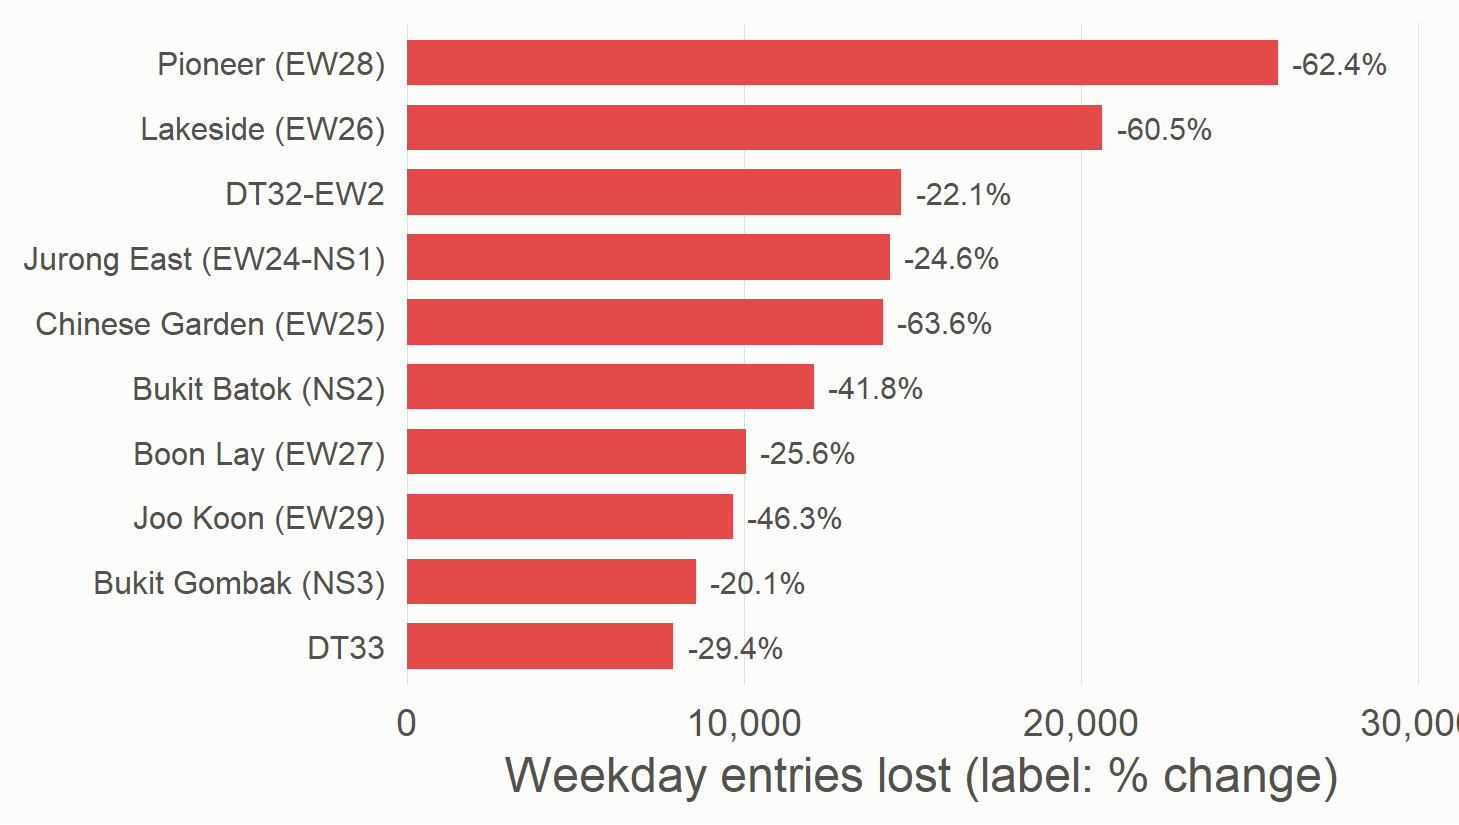 Pioneer (EW28) -62.4%
Lakeside (EW26) -60.5%
DT32-EW2 -22.1%
Jurong East (EW24-NS1) -24.6%
Chinese Garden (EW25) -63.6%
Bukit Batok (NS2) -41.8%
Boon Lay (EW27) -25.6%
Joo Koon (EW29) -46.3%
Bukit Gombak (NS3) -20.1%
DT33 -29.4%
0 10,000 20,000 30,00
Weekday entries lost (label: % change)